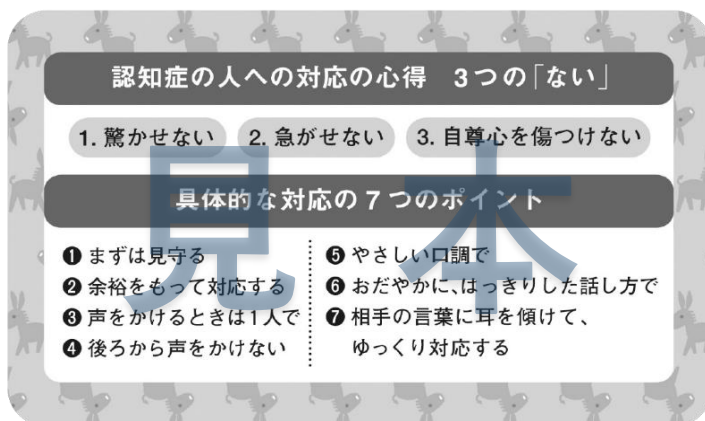 認知症の人への対応の心得　3つの「ない」
1. 驚かせない　2. 急がせない　3. 自尊心を傷つけない
具体的な対応の7つのポイント
❶ まずは見守る
❷ 余裕をもって対応する
❸ 声をかけるときは1人で
❹ 後ろから声をかけない
❺ やさしい口調で
❻ おだやかに、はっきりした話し方で
❼ 相手の言葉に耳を傾けて、
ゆっくり対応する
見本